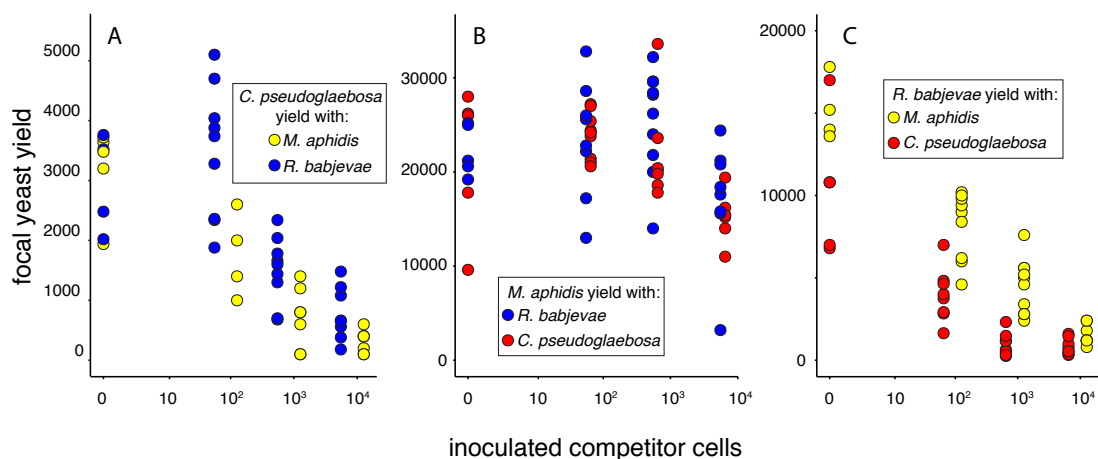 A
B
C
focal yeast yield
5000
4000
3000
2000
1000
0
C. pseudoglaebosa
yield with:
M. aphidis
R. babjevae
0
10
10²
10³
10⁴
30000
20000
10000
0
M. aphidis yield with:
R. babjevae
C. pseudoglaebosa
0
10
10²
10³
10⁴
20000
10000
0
R. babjevae yield with:
M. aphidis
C. pseudoglaebosa
0
10
10²
10³
10⁴
inoculated competitor cells